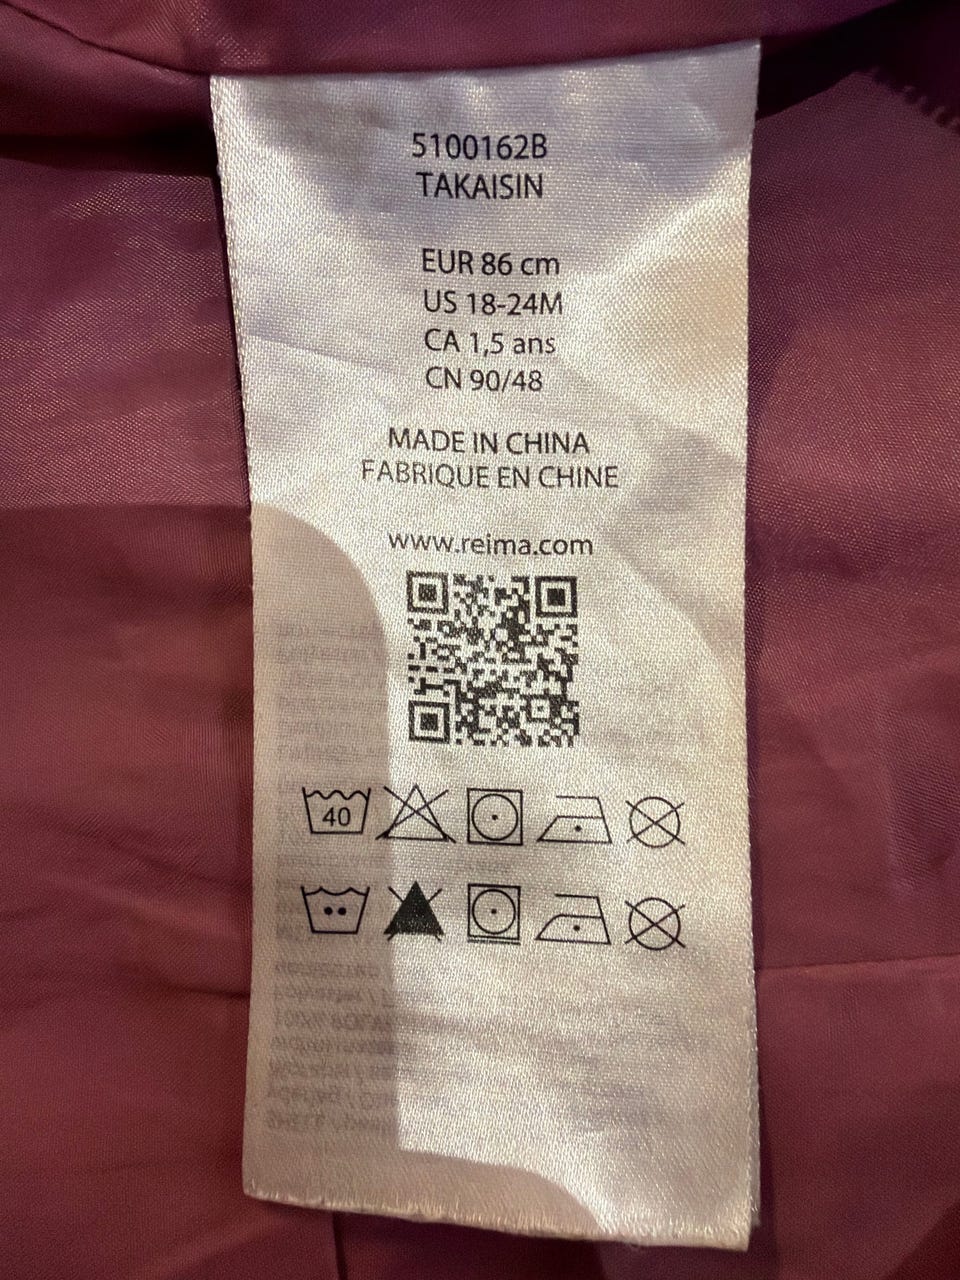 5100162B
TAKAISIN
EUR 86 cm
US 18-24M
CA 1,5 ans
CN 90/48
MADE IN CHINA
FABRIQUE EN CHINE
www.reima.com
40